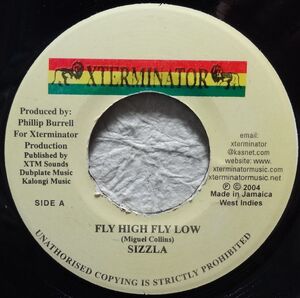 XTERMINATOR
Produced by:
Phillip Burrell
For Xterminator
Production
Published by
XTM Sounds
Dubplate Music
Kalongi Music
SIDE A
email:
xterminator
@kasnet.com
website: www.
xterminator.com
xterminatormusic.net
℗ © 2004
Made in Jamaica
West Indies
FLY HIGH FLY LOW
(Miguel Collins)
SIZZLA
UNAUTHORISED COPYING IS STRICTLY PROHIBITED